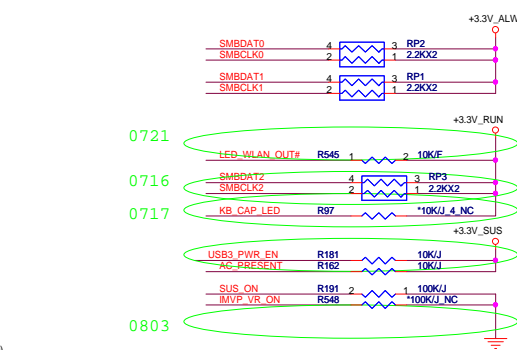 +3.3V_ALW
SMBDAT0 4 3 RP2
SMBCLK0 2 1 2.2KX2
SMBDAT1 4 3 RP1
SMBCLK1 2 1 2.2KX2
+3.3V_RUN
0721
LED_WLAN_OUT# R545 1 2 10K/F
0716
SMBDAT2 4 3 RP3
SMBCLK2 2 1 2.2KX2
0717
KB_CAP_LED R97 *10K/J_4_NC
+3.3V_SUS
USB3_PWR_EN R181 10K/J
AC_PRESENT R162 10K/J
SUS_ON R191 2 1 100K/J
IMVP_VR_ON R548 *100K/J_NC
0803